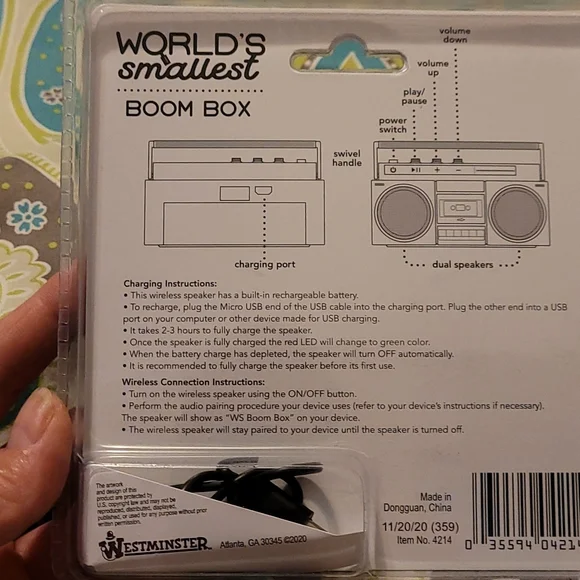 WORLD'S
smallest
BOOM BOX
volume
down
volume
up
play/
pause
power
switch
swivel
handle
charging port
dual speakers
Charging Instructions:
• This wireless speaker has a built-in rechargeable battery.
• To recharge, plug the Micro USB end of the USB cable into the charging port. Plug the other end into a USB
port on your computer or other device made for USB charging.
• It takes 2-3 hours to fully charge the speaker.
• Once the speaker is fully charged the red LED will change to green color.
• When the battery charge has depleted, the speaker will turn OFF automatically.
• It is recommended to fully charge the speaker before its first use.
Wireless Connection Instructions:
• Turn on the wireless speaker using the ON/OFF button.
• Perform the audio pairing procedure your device uses (refer to your device's instructions if necessary).
The speaker will show as "WS Boom Box" on your device.
• The wireless speaker will stay paired to your device until the speaker is turned off.
The artwork
and design of this
product are protected by
U.S. copyright law and may not be
reproduced, distributed, displayed,
published, or used for any purpose without prior
written permission.
WESTMINSTER™ Atlanta, GA 30345 ©2020
Made in
Dongguan, China
11/20/20 (359)
Item No. 4214
0 35594 04214